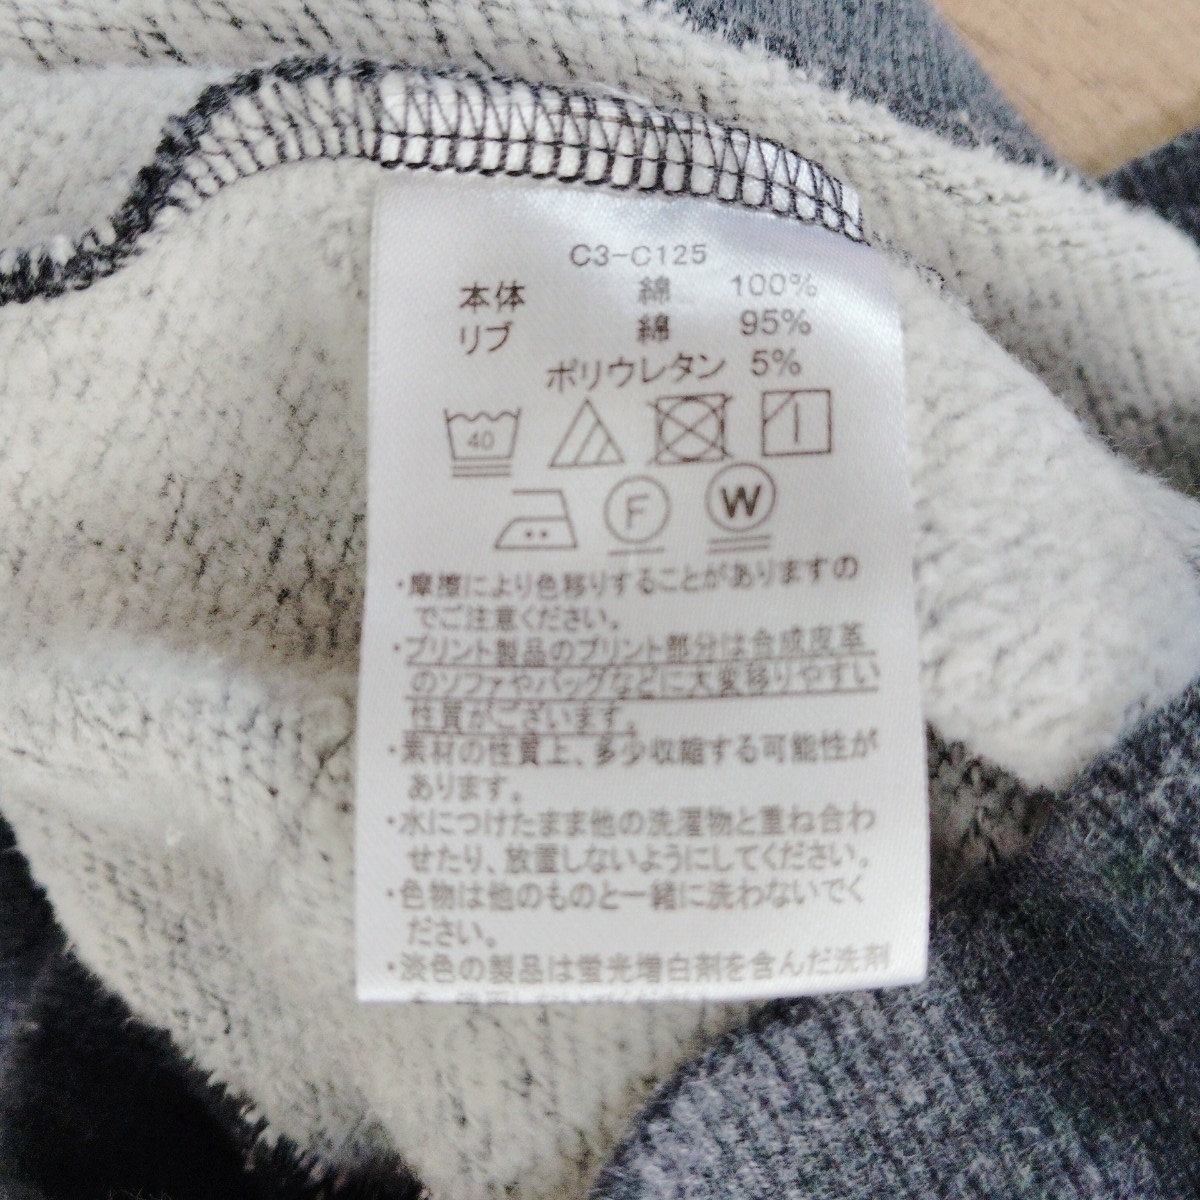 C3-C125
本体 綿 100%
リブ 綿 95%
ポリウレタン 5%
40
F W
・摩擦により色移りすることがありますの
でご注意ください。
・プリント製品のプリント部分は合成皮革
のソファやバッグなどに大変移りやすい
性質がございます。
・素材の性質上、多少収縮する可能性が
あります。
・水につけたまま他の洗濯物と重ね合わ
せたり、放置しないようにしてください。
・色物は他のものと一緒に洗わないでく
ださい。
・淡色の製品は蛍光増白剤を含んだ洗剤